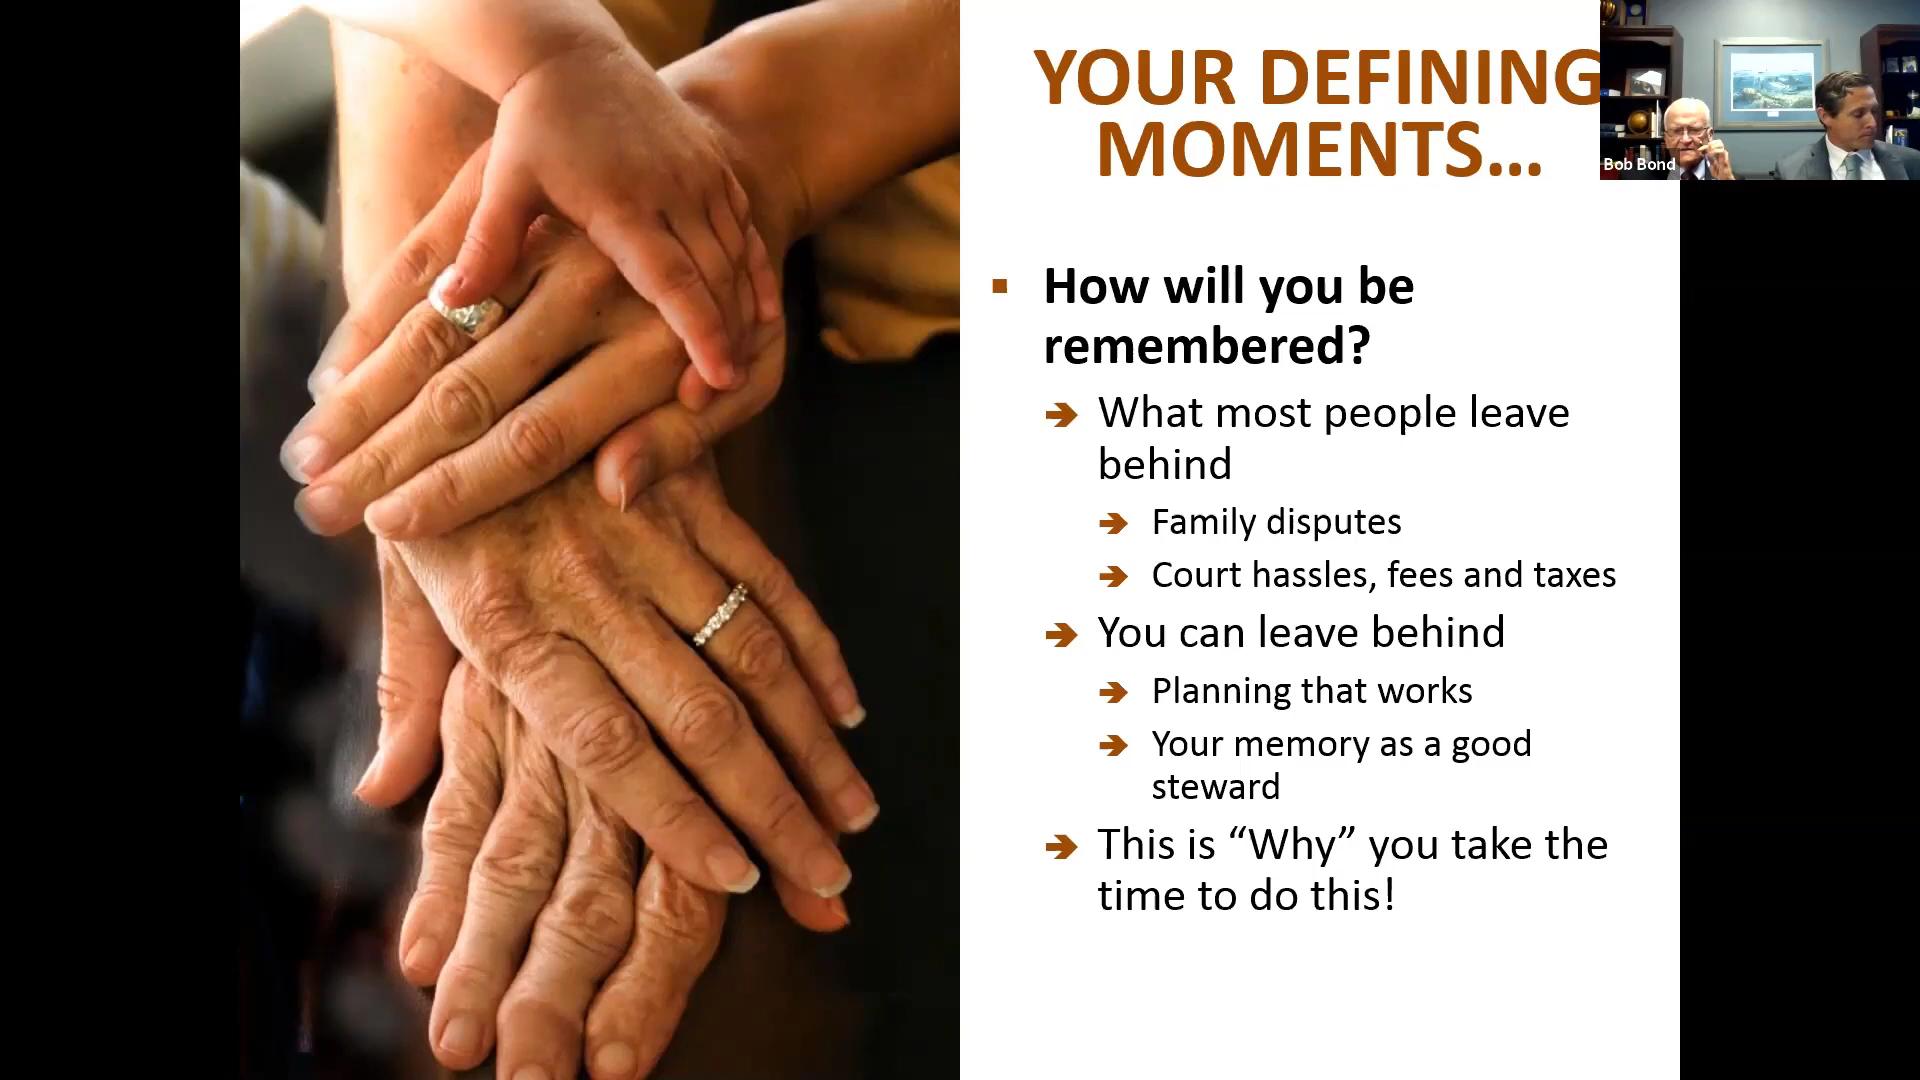 YOUR DEFINING
MOMENTS...
Bob Bond
How will you be
remembered?
What most people leave
behind
Family disputes
Court hassles, fees and taxes
You can leave behind
Planning that works
Your memory as a good
steward
This is “Why” you take the
time to do this!